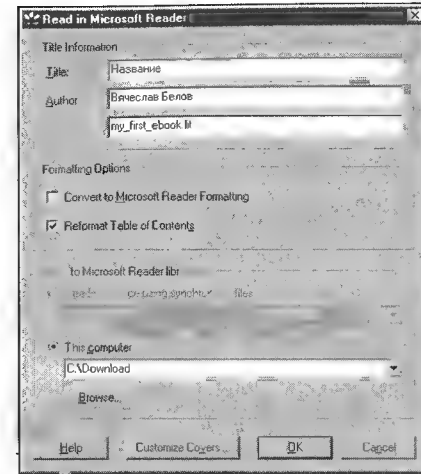 Read in Microsoft Reader
Title Information
Title: Название
Author Вячеслав Белов
my_first_ebook.lit
Formatting Options
Convert to Microsoft Reader Formatting
Reformat Table of Contents
to Microsoft Reader libr
files
This computer
C:\Download
Browse...
Help Customize Covers... OK Cancel